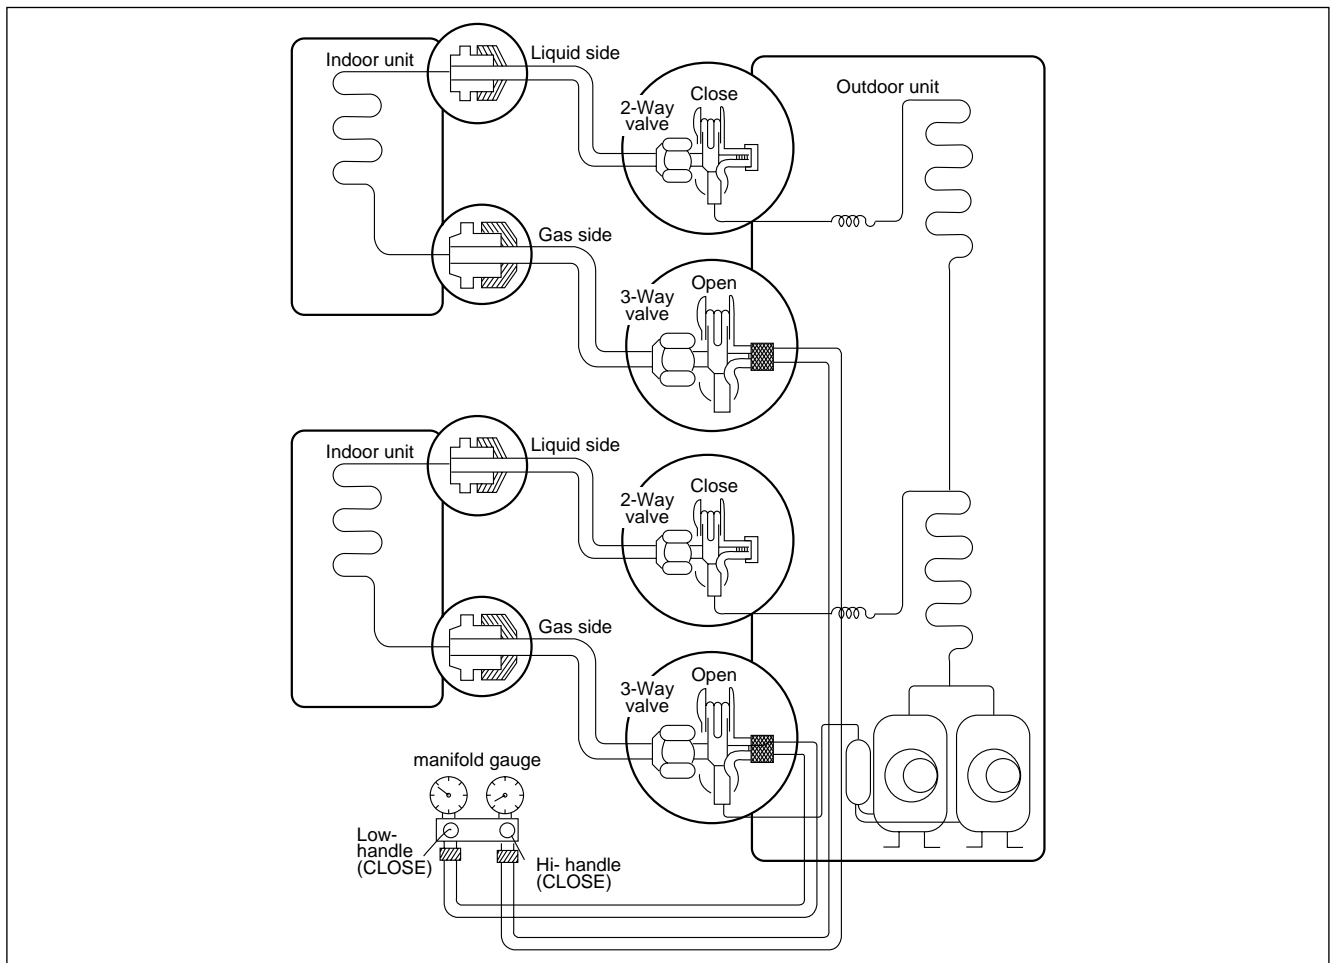 Indoor unit
Liquid side
2-Way
valve
Close
Outdoor unit
Gas side
3-Way
valve
Open
Indoor unit
Liquid side
2-Way
valve
Close
Gas side
3-Way
valve
Open
manifold gauge
Low-
handle
(CLOSE)
Hi- handle
(CLOSE)